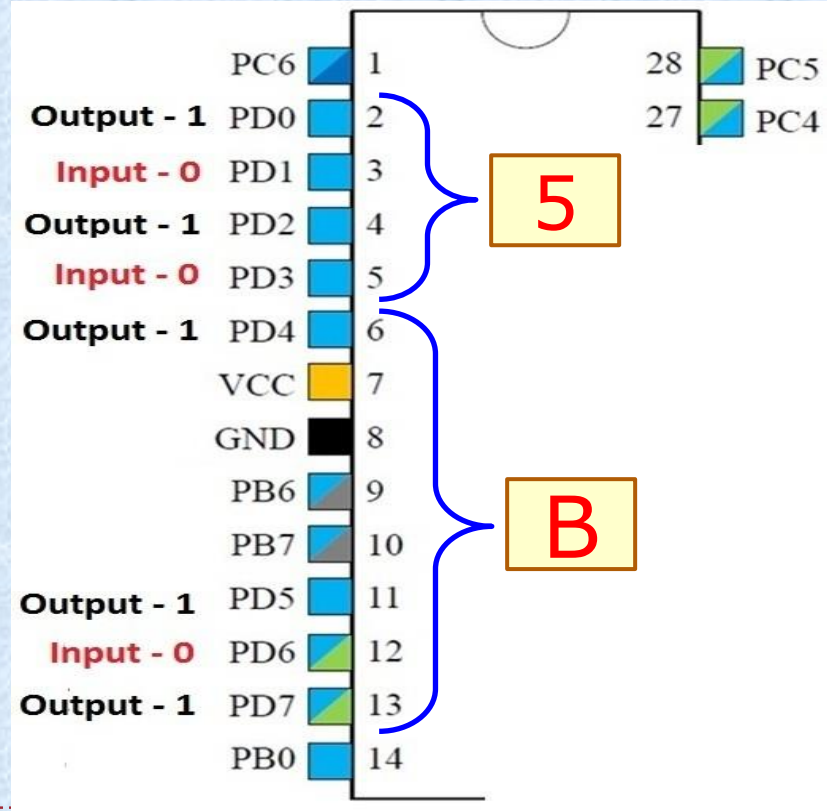 PC6 1 28 PC5
Output - 1 PD0 2 27 PC4
Input - 0 PD1 3
5
Output - 1 PD2 4
Input - 0 PD3 5
Output - 1 PD4 6
VCC 7
GND 8
PB6 9
B
PB7 10
Output - 1 PD5 11
Input - 0 PD6 12
Output - 1 PD7 13
PB0 14